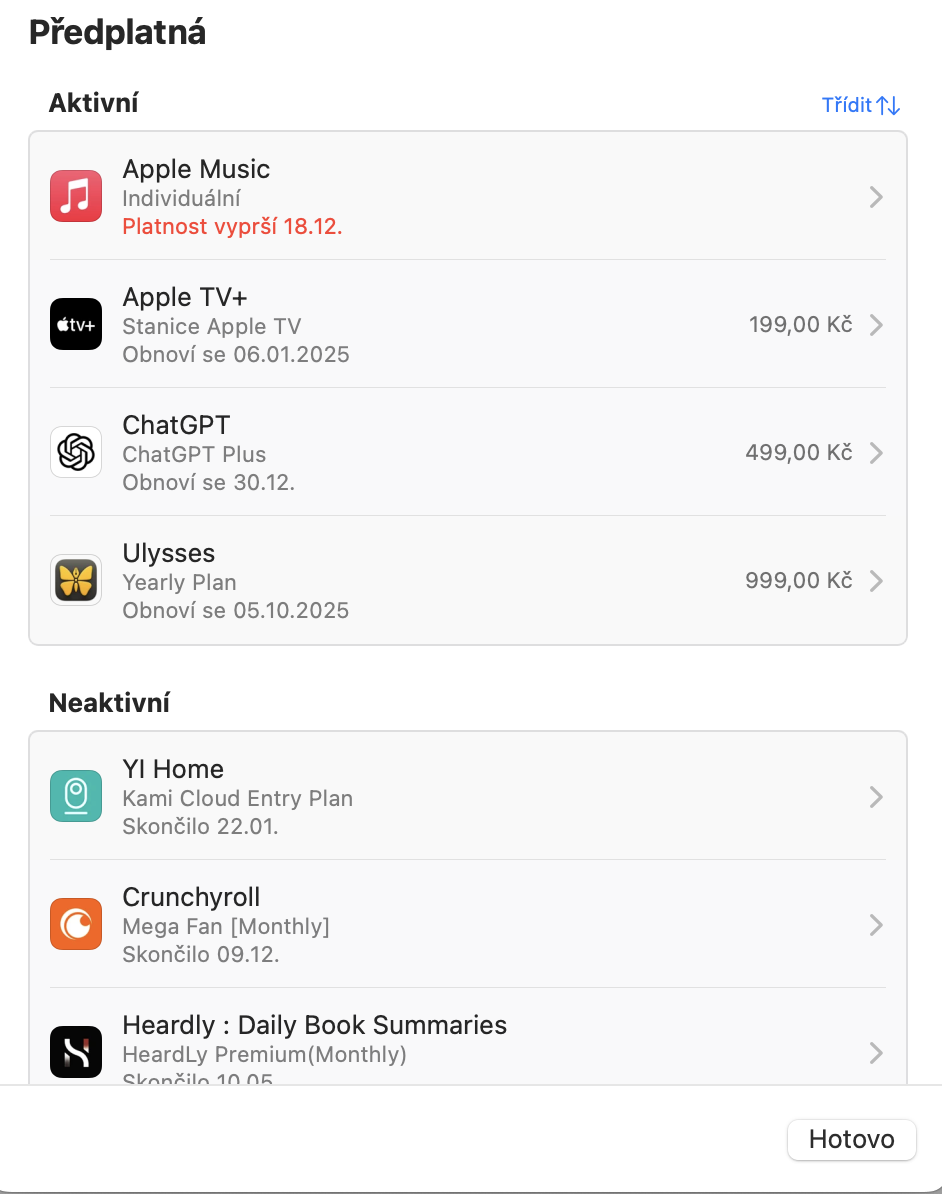 Předplatná
Aktivní
Třídit
Apple Music
Individuální
Platnost vyprší 18.12.
tv+
Apple TV+
Stanice Apple TV
Obnoví se 06.01.2025
199,00 Kč
ChatGPT
ChatGPT Plus
Obnoví se 30.12.
499,00 Kč
Ulysses
Yearly Plan
Obnoví se 05.10.2025
999,00 Kč
Neaktivní
YI Home
Kami Cloud Entry Plan
Skončilo 22.01.
Crunchyroll
Mega Fan [Monthly]
Skončilo 09.12.
Heardly : Daily Book Summaries
HeardLy Premium(Monthly)
Skončilo 10.05.
Hotovo